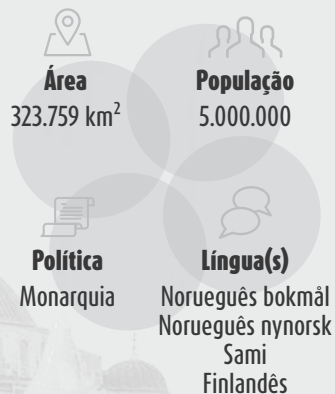 Área
323.759 km²
População
5.000.000
Política
Monarquia
Língua(s)
Norueguês bokmål
Norueguês nynorsk
Sami
Finlandês